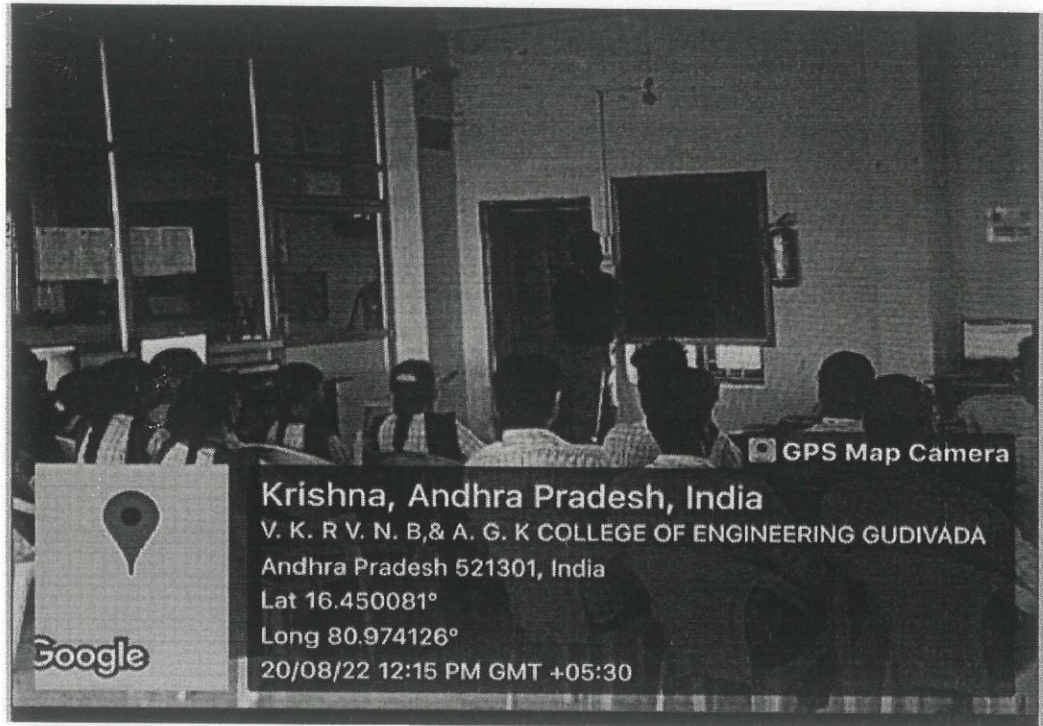 GPS Map Camera
Krishna, Andhra Pradesh, India
V. K. R V. N. B,& A. G. K COLLEGE OF ENGINEERING GUDIVADA
Andhra Pradesh 521301, India
Lat 16.450081°
Long 80.974126°
20/08/22 12:15 PM GMT +05:30
Google